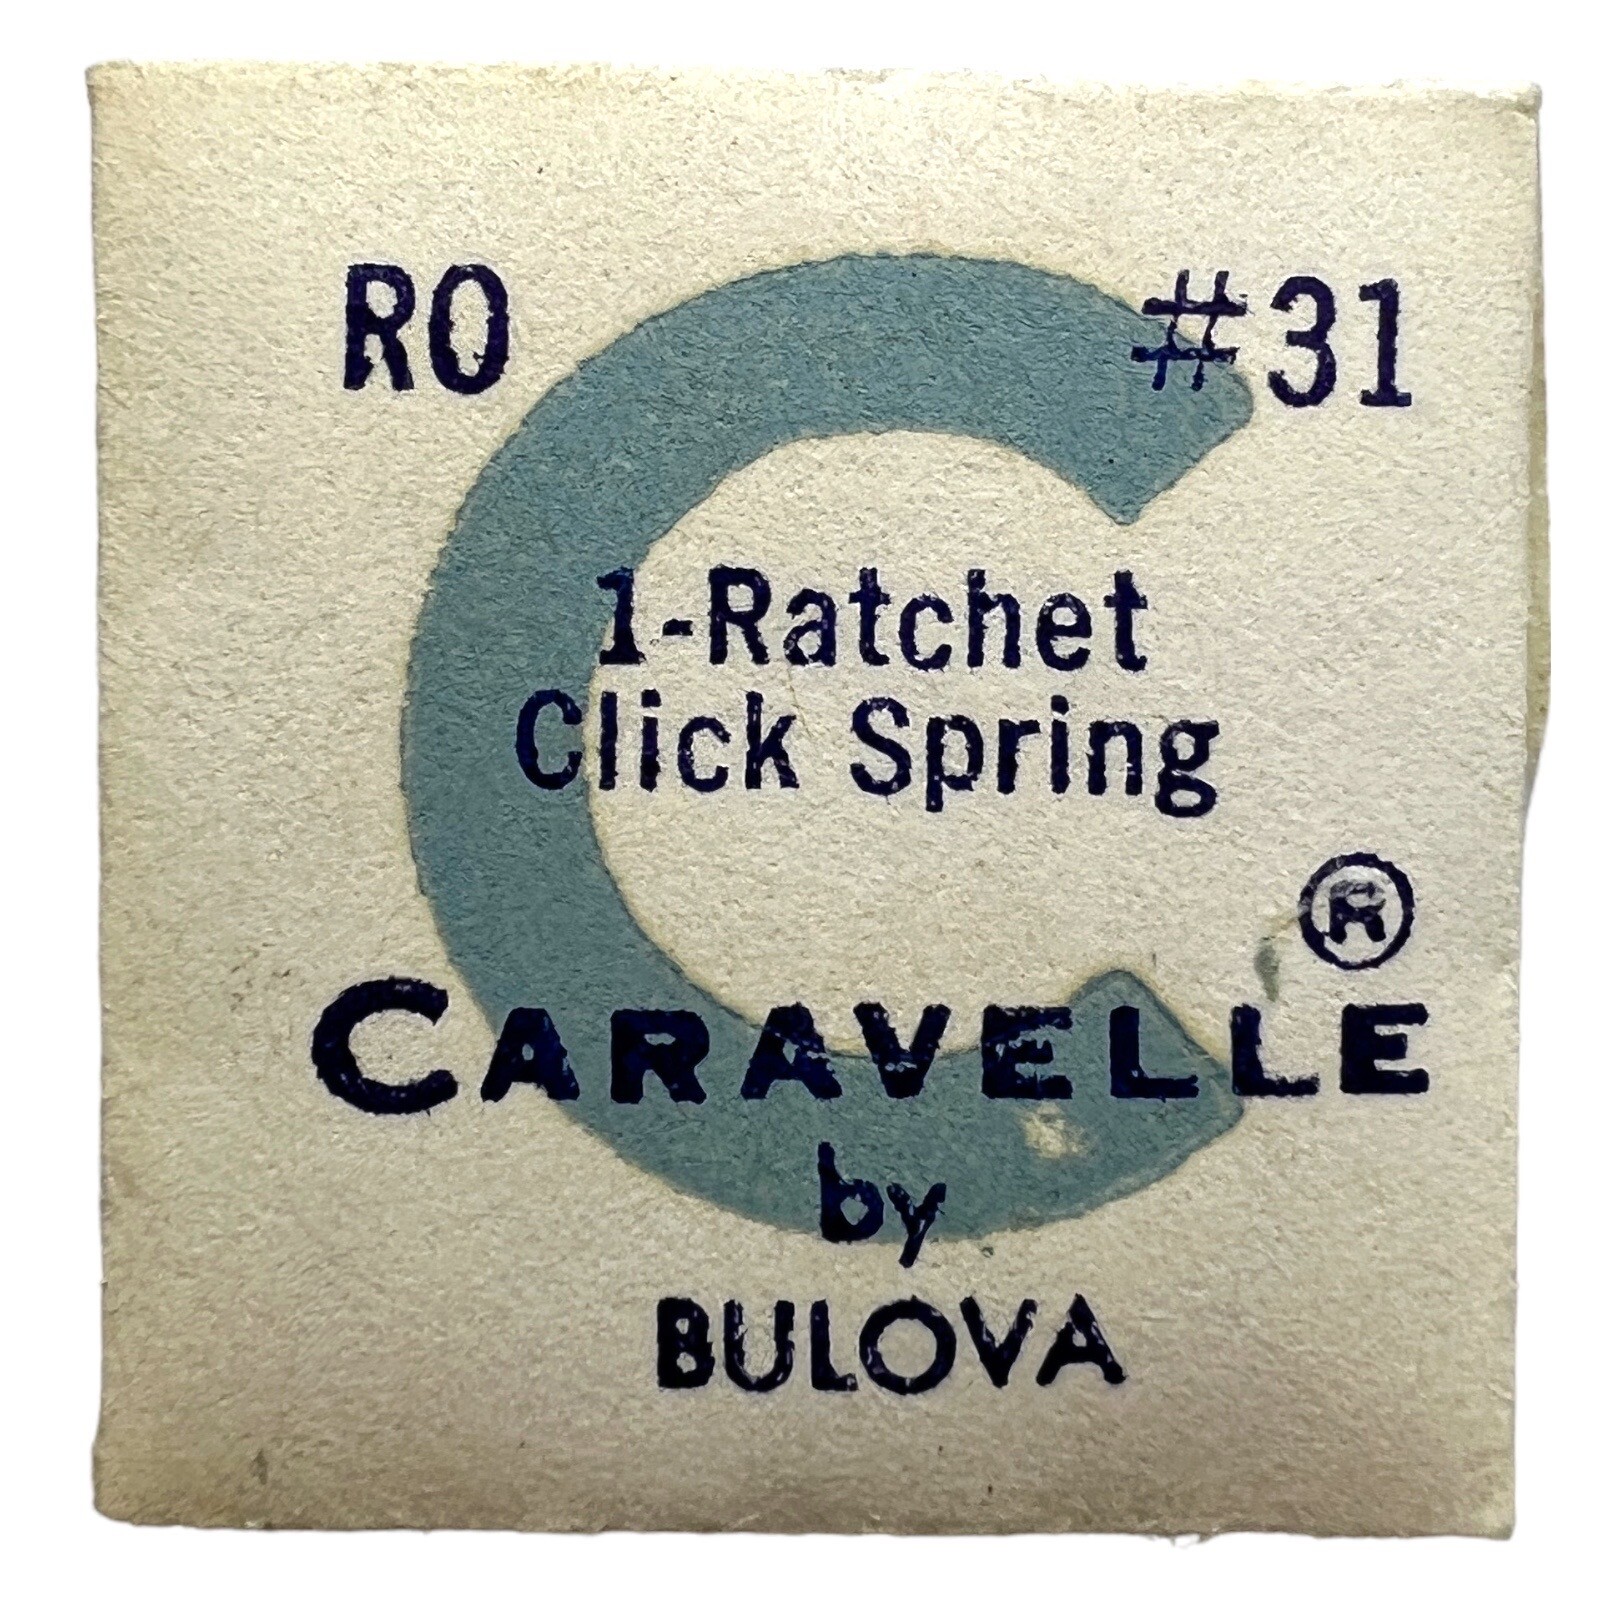 RO #31
1-Ratchet
Click Spring
®
CARAVELLE
by
BULOVA